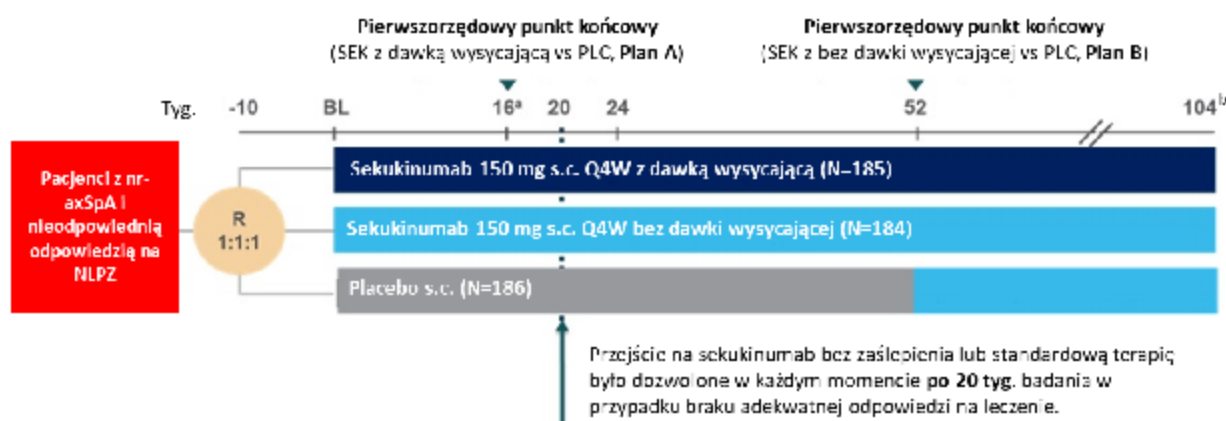 Pierwszorzędowy punkt końcowy
(SEK z dawką wysycającą vs PLC, Plan A)
Pierwszorzędowy punkt końcowy
(SEK z bez dawki wysycającej vs PLC, Plan B)
Tyg. -10 BL 16ª 20 24 52 104ᵇ
Pacjenci z nr-
axSpA i
nieodpowiednią
odpowiedzią na
NLPZ
R
1:1:1
Sekukinumab 150 mg s.c. Q4W z dawką wysycającą (N=185)
Sekukinumab 150 mg s.c. Q4W bez dawki wysycającej (N=184)
Placebo s.c. (N=186)
Przejście na sekukinumab bez zaślepienia lub standardową terapię
było dozwolone w każdym momencie po 20 tyg. badania w
przypadku braku adekwatnej odpowiedzi na leczenie.